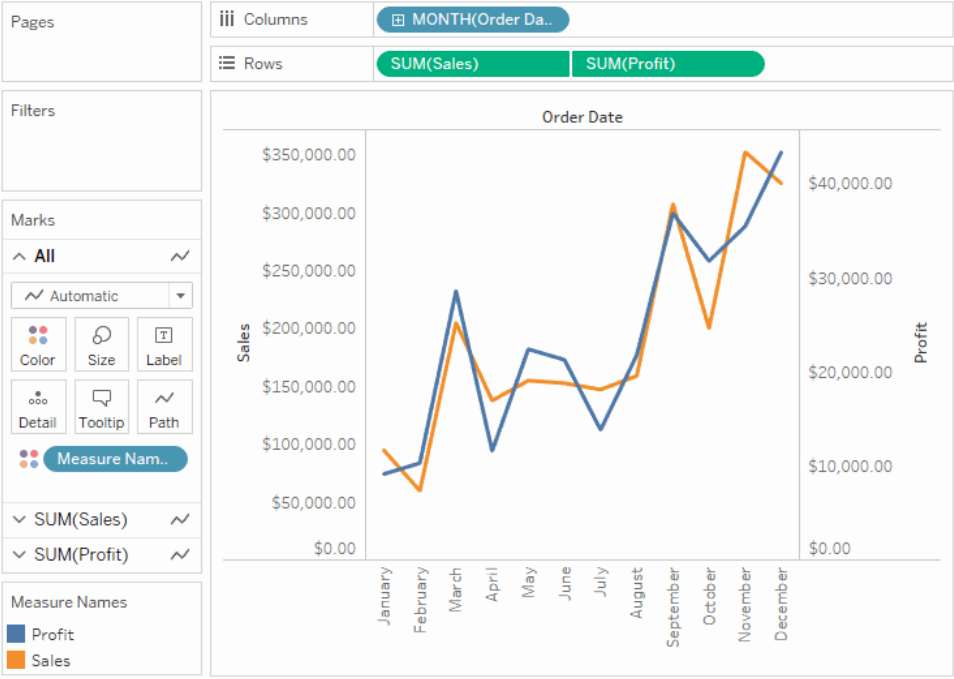 Pages
Columns
MONTH(Order Da..
Rows
SUM(Sales)
SUM(Profit)
Filters
Marks
All
Automatic
Color
Size
Label
Detail
Tooltip
Path
Measure Nam..
SUM(Sales)
SUM(Profit)
Measure Names
Profit
Sales
Order Date
Sales
$350,000.00
$300,000.00
$250,000.00
$200,000.00
$150,000.00
$100,000.00
$50,000.00
$0.00
$40,000.00
$30,000.00
$20,000.00
$10,000.00
$0.00
Profit
January
February
March
April
May
June
July
August
September
October
November
December